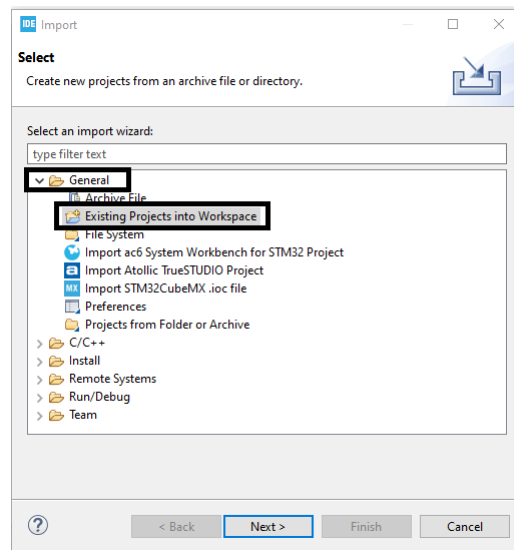 IDE Import
Select
Create new projects from an archive file or directory.
Select an import wizard:
type filter text
General
Archive File
Existing Projects into Workspace
File System
Import ac6 System Workbench for STM32 Project
a Import Atollic TrueSTUDIO Project
MX Import STM32CubeMX .ioc file
Preferences
Projects from Folder or Archive
C/C++
Install
Remote Systems
Run/Debug
Team
? < Back Next > Finish Cancel